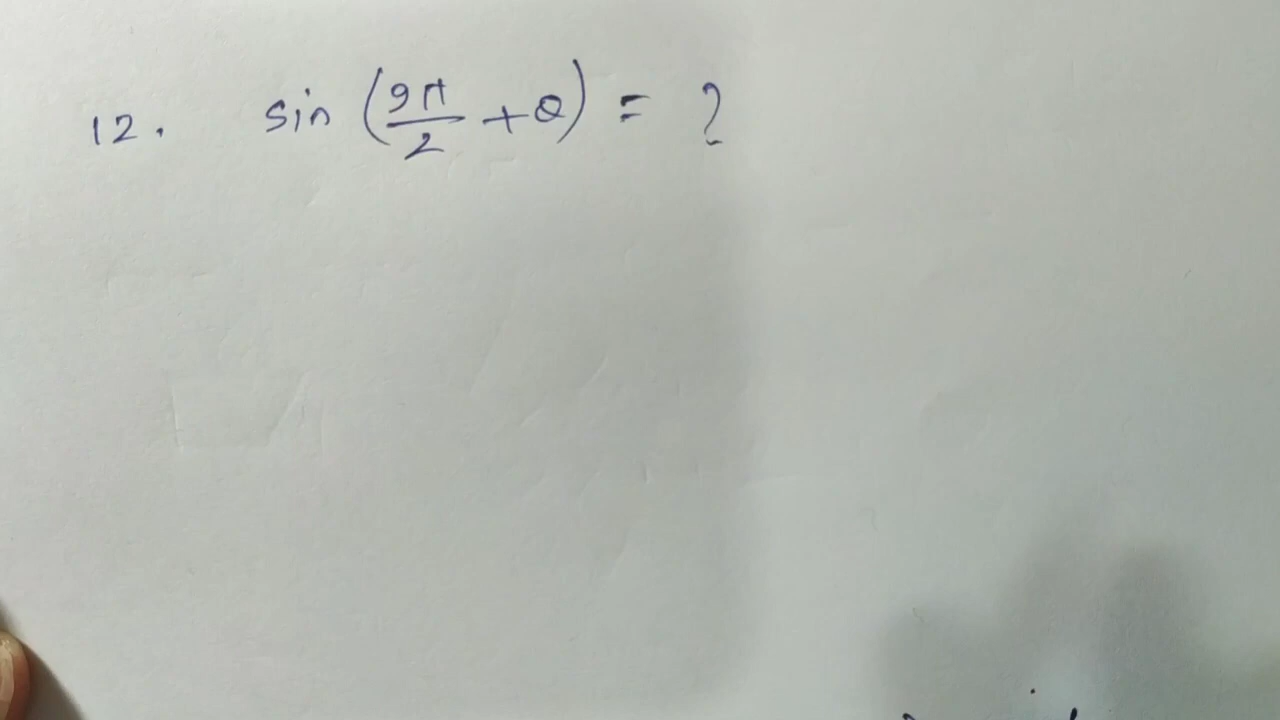 12. sin (9π/2 + θ) = ?